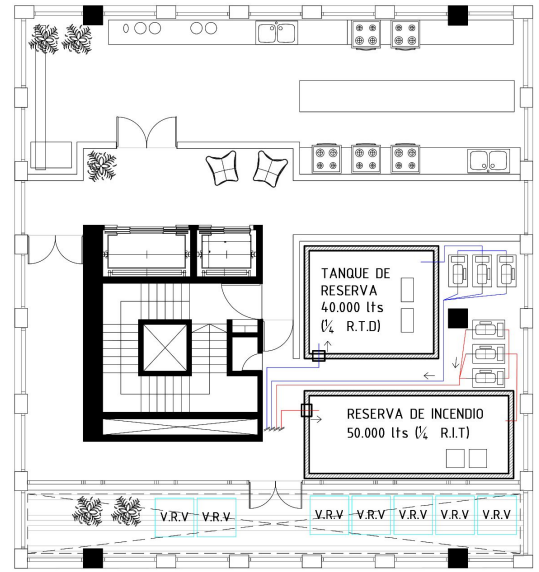 TANQUE DE
RESERVA
40.000 lts
(¼ R.T.D)
RESERVA DE INCENDIO
50.000 lts (¼ R.I.T)
V.R.V V.R.V V.R.V V.R.V V.R.V V.R.V V.R.V